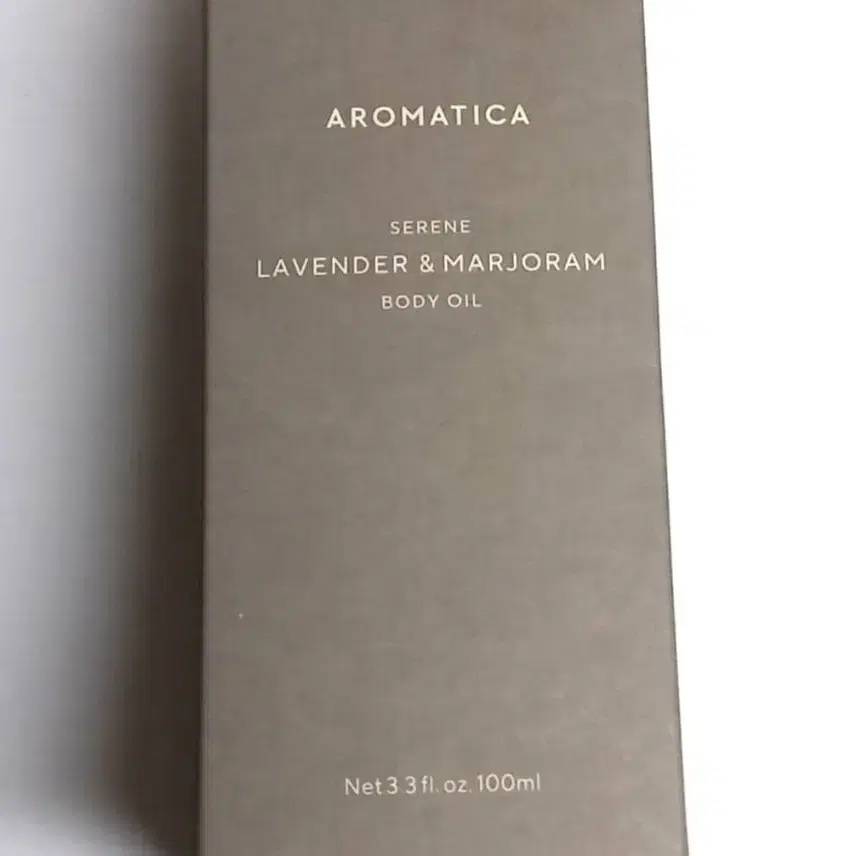 AROMATICA
SERENE
LAVENDER & MARJORAM
BODY OIL
Net 3.3 fl. oz. 100ml